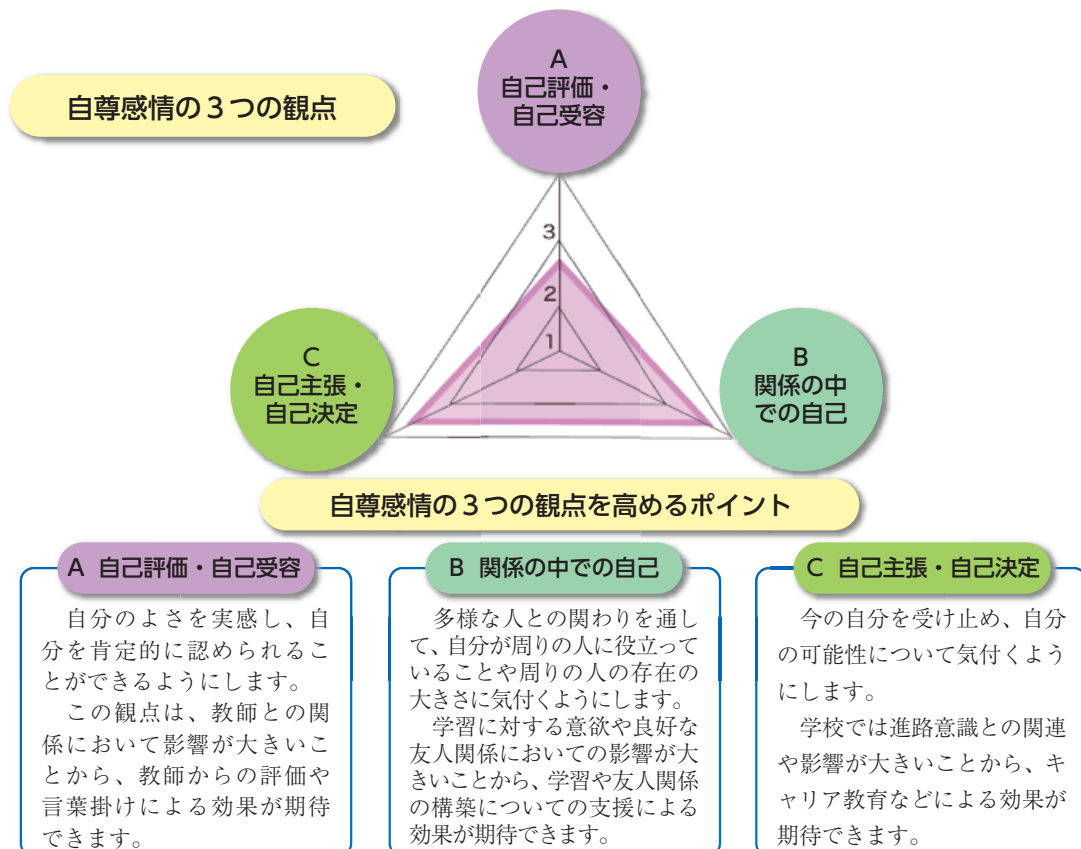 自尊感情の3つの観点
A
自己評価・
自己受容
3
2
1
C
自己主張・
自己決定
B
関係の中
での自己
自尊感情の3つの観点を高めるポイント
A 自己評価・自己受容
自分のよさを実感し、自
分を肯定的に認められるこ
とができるようにします。
この観点は、教師との関
係において影響が大きいこ
とから、教師からの評価や
言葉掛けによる効果が期待
できます。
B 関係の中での自己
多様な人との関わりを通し
て、自分が周りの人に役立って
いることや周りの人の存在の
大きさに気付くようにします。
学習に対する意欲や良好な
友人関係においての影響が大
きいことから、学習や友人関係
の構築についての支援による
効果が期待できます。
C 自己主張・自己決定
今の自分を受け止め、自分
の可能性について気付くよう
にします。
学校では進路意識との関連
や影響が大きいことから、キ
ャリア教育などによる効果が
期待できます。